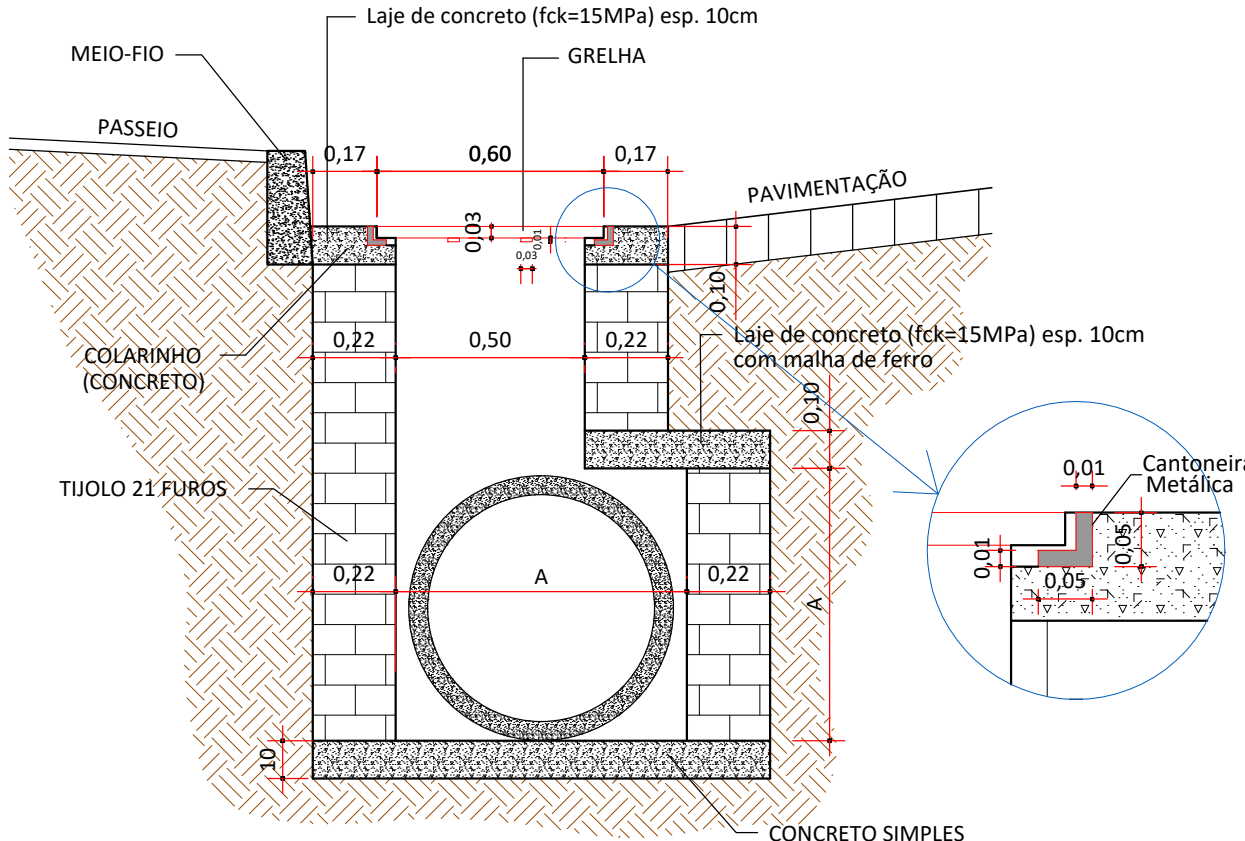 Laje de concreto (fck=15MPa) esp. 10cm
MEIO-FIO
GRELHA
PASSEIO
0,17
0,60
0,17
PAVIMENTAÇÃO
0,03
0,01
0,03
0,10
0,22
0,50
0,22
Laje de concreto (fck=15MPa) esp. 10cm
com malha de ferro
COLARINHO
(CONCRETO)
0,10
TIJOLO 21 FUROS
0,01
Cantoneira
Metálica
0,01
0,05
0,05
0,22
A
0,22
A
10
CONCRETO SIMPLES